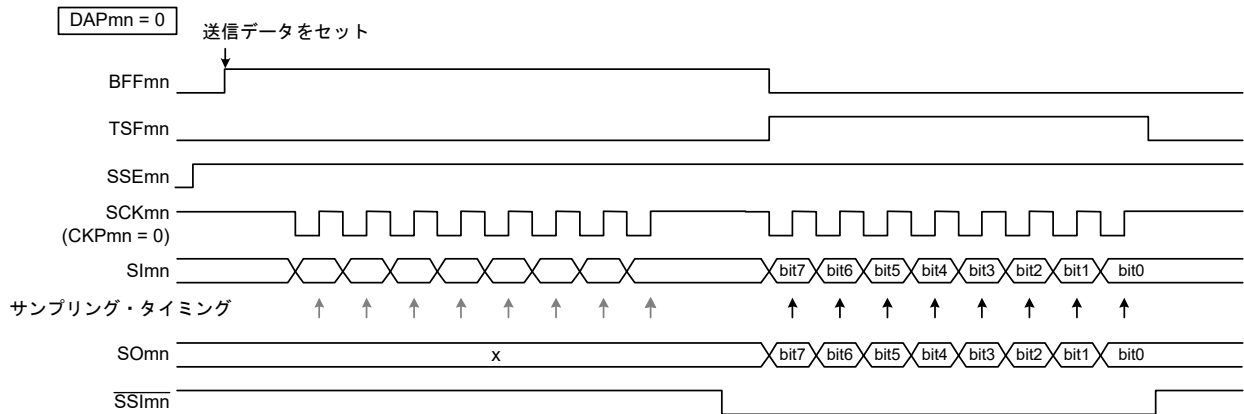 DAPmn = 0
送信データをセット
BFFmn
TSFmn
SSEmn
SCKmn
(CKPmn = 0)
SImn
bit7 bit6 bit5 bit4 bit3 bit2 bit1 bit0
サンプリング・タイミング
SOmn
x
bit7 bit6 bit5 bit4 bit3 bit2 bit1 bit0
SSImn